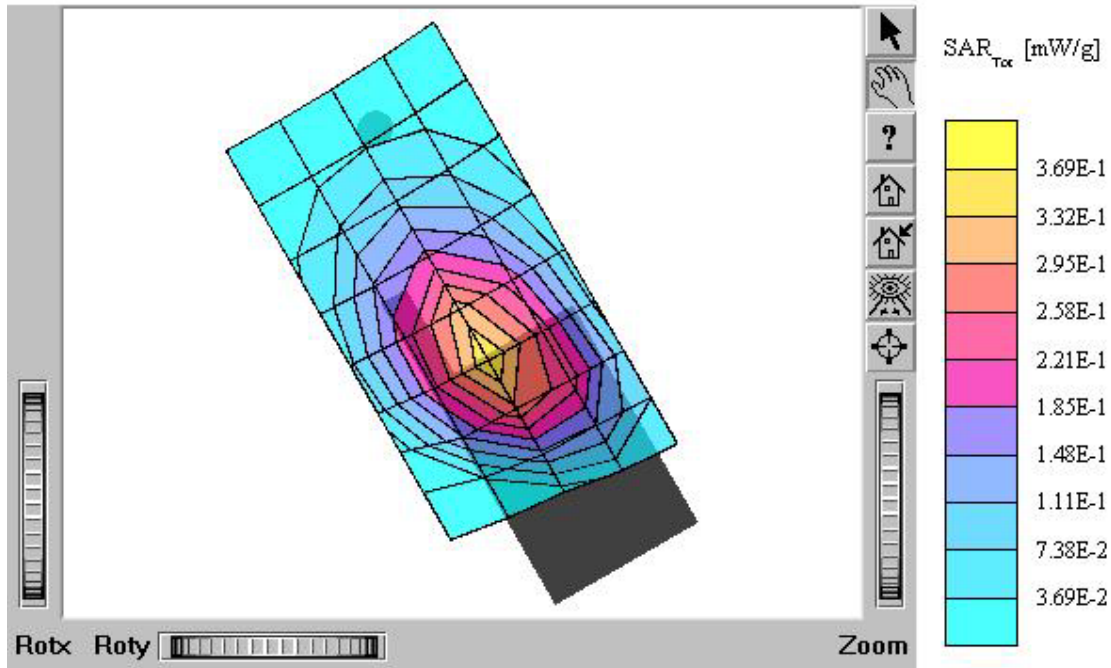 SAR_Tot [mW/g]
3.69E-1
3.32E-1
2.95E-1
2.58E-1
2.21E-1
1.85E-1
1.48E-1
1.11E-1
7.38E-2
3.69E-2
?
Rotx Roty Zoom